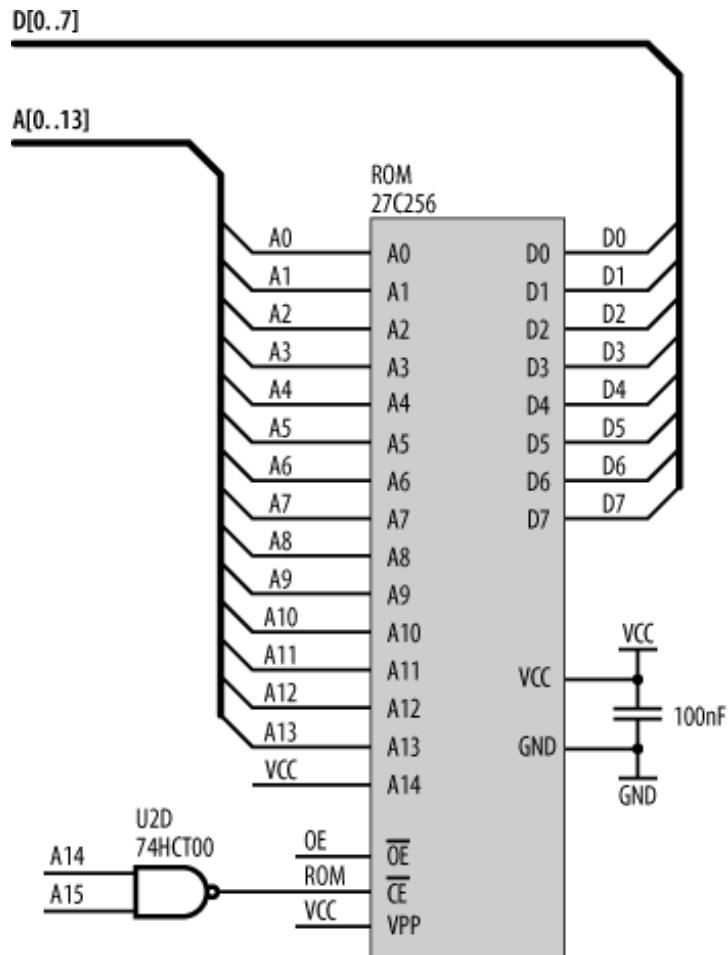 D[0..7]
A[0..13]
ROM
27C256
A0 A0 D0 D0
A1 A1 D1 D1
A2 A2 D2 D2
A3 A3 D3 D3
A4 A4 D4 D4
A5 A5 D5 D5
A6 A6 D6 D6
A7 A7 D7 D7
A8 A8
A9 A9
A10 A10
A11 A11
A12 A12
A13 A13
VCC A14
VCC
VCC
100nF
GND
GND
U2D
74HCT00
A14
A15
OE OE
ROM CE
VCC VPP